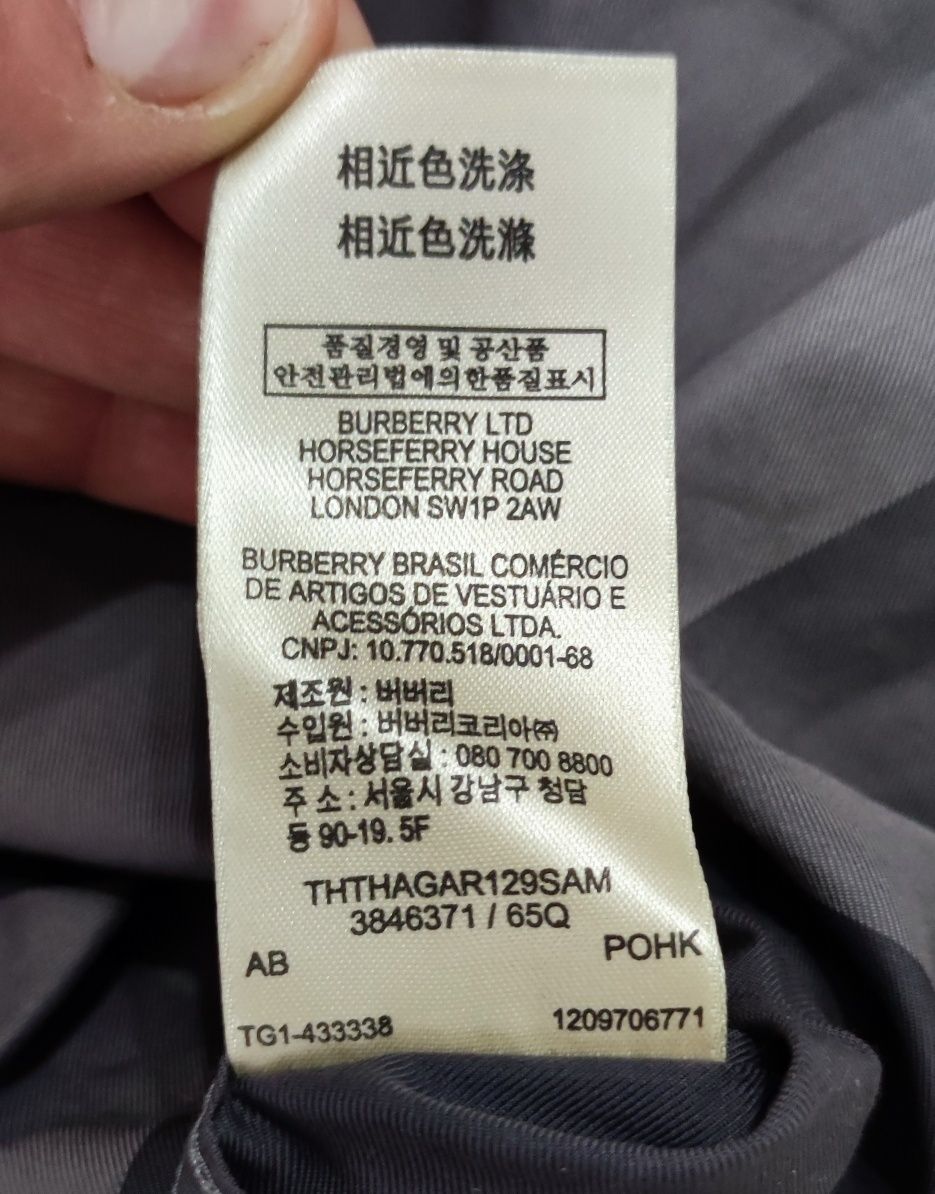 相近色洗涤
相近色洗滌
품질경영 및 공산품
안전관리법에의한품질표시
BURBERRY LTD
HORSEFERRY HOUSE
HORSEFERRY ROAD
LONDON SW1P 2AW
BURBERRY BRASIL COMÉRCIO
DE ARTIGOS DE VESTUÁRIO E
ACESSÓRIOS LTDA.
CNPJ: 10.770.518/0001-68
제조원 : 버버리
수입원 : 버버리코리아㈜
소비자상담실 : 080 700 8800
주 소 : 서울시 강남구 청담
동 90-19. 5F
THTHAGAR129SAM
3846371 / 65Q
AB POHK
TG1-433338 1209706771